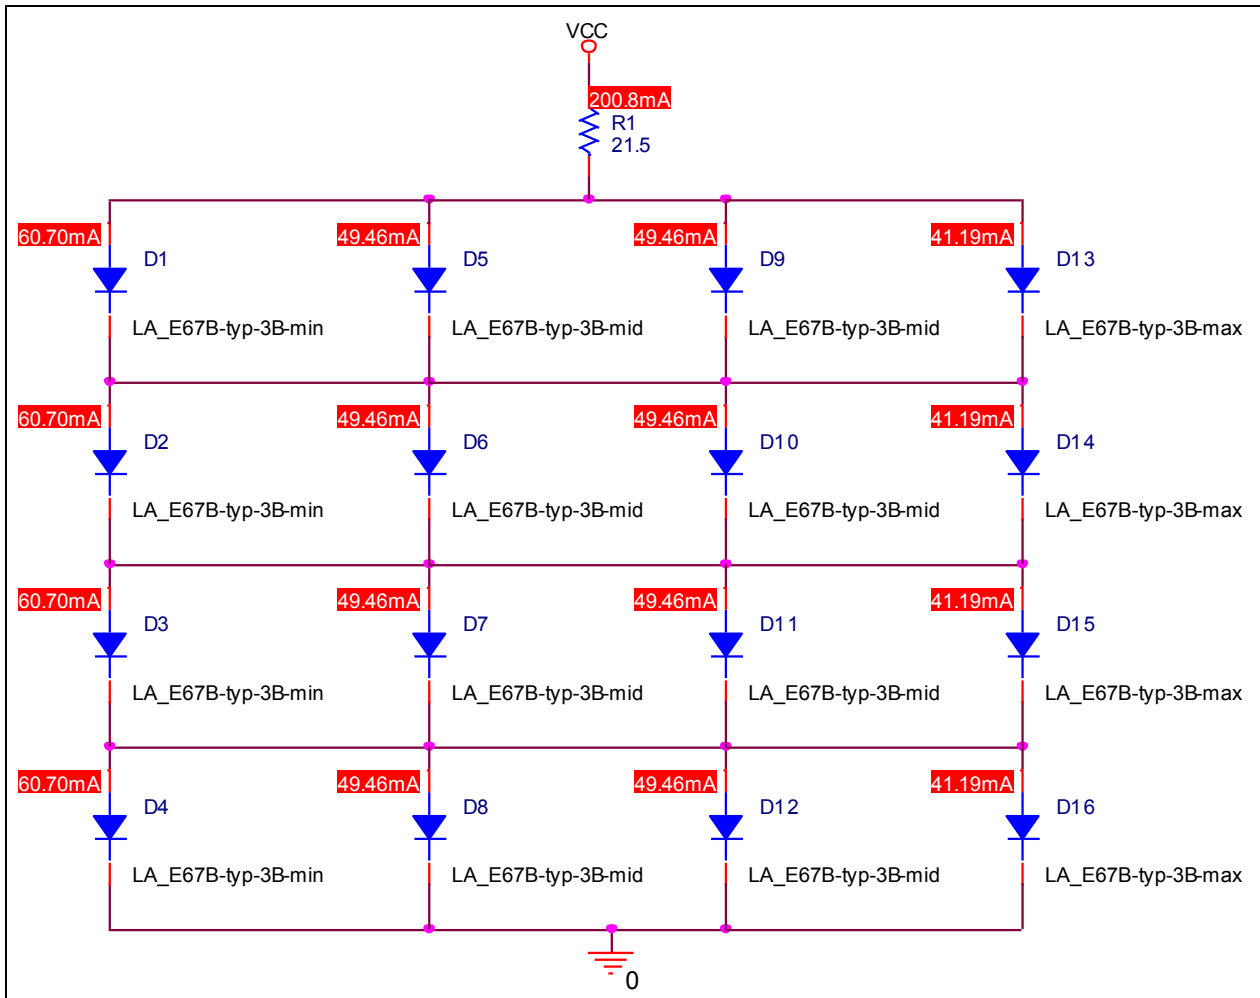 VCC
200.8mA
R1
21.5
60.70mA 49.46mA 49.46mA 41.19mA
D1 D5 D9 D13
LA_E67B-typ-3B-min LA_E67B-typ-3B-mid LA_E67B-typ-3B-mid LA_E67B-typ-3B-max
60.70mA 49.46mA 49.46mA 41.19mA
D2 D6 D10 D14
LA_E67B-typ-3B-min LA_E67B-typ-3B-mid LA_E67B-typ-3B-mid LA_E67B-typ-3B-max
60.70mA 49.46mA 49.46mA 41.19mA
D3 D7 D11 D15
LA_E67B-typ-3B-min LA_E67B-typ-3B-mid LA_E67B-typ-3B-mid LA_E67B-typ-3B-max
60.70mA 49.46mA 49.46mA 41.19mA
D4 D8 D12 D16
LA_E67B-typ-3B-min LA_E67B-typ-3B-mid LA_E67B-typ-3B-mid LA_E67B-typ-3B-max
0